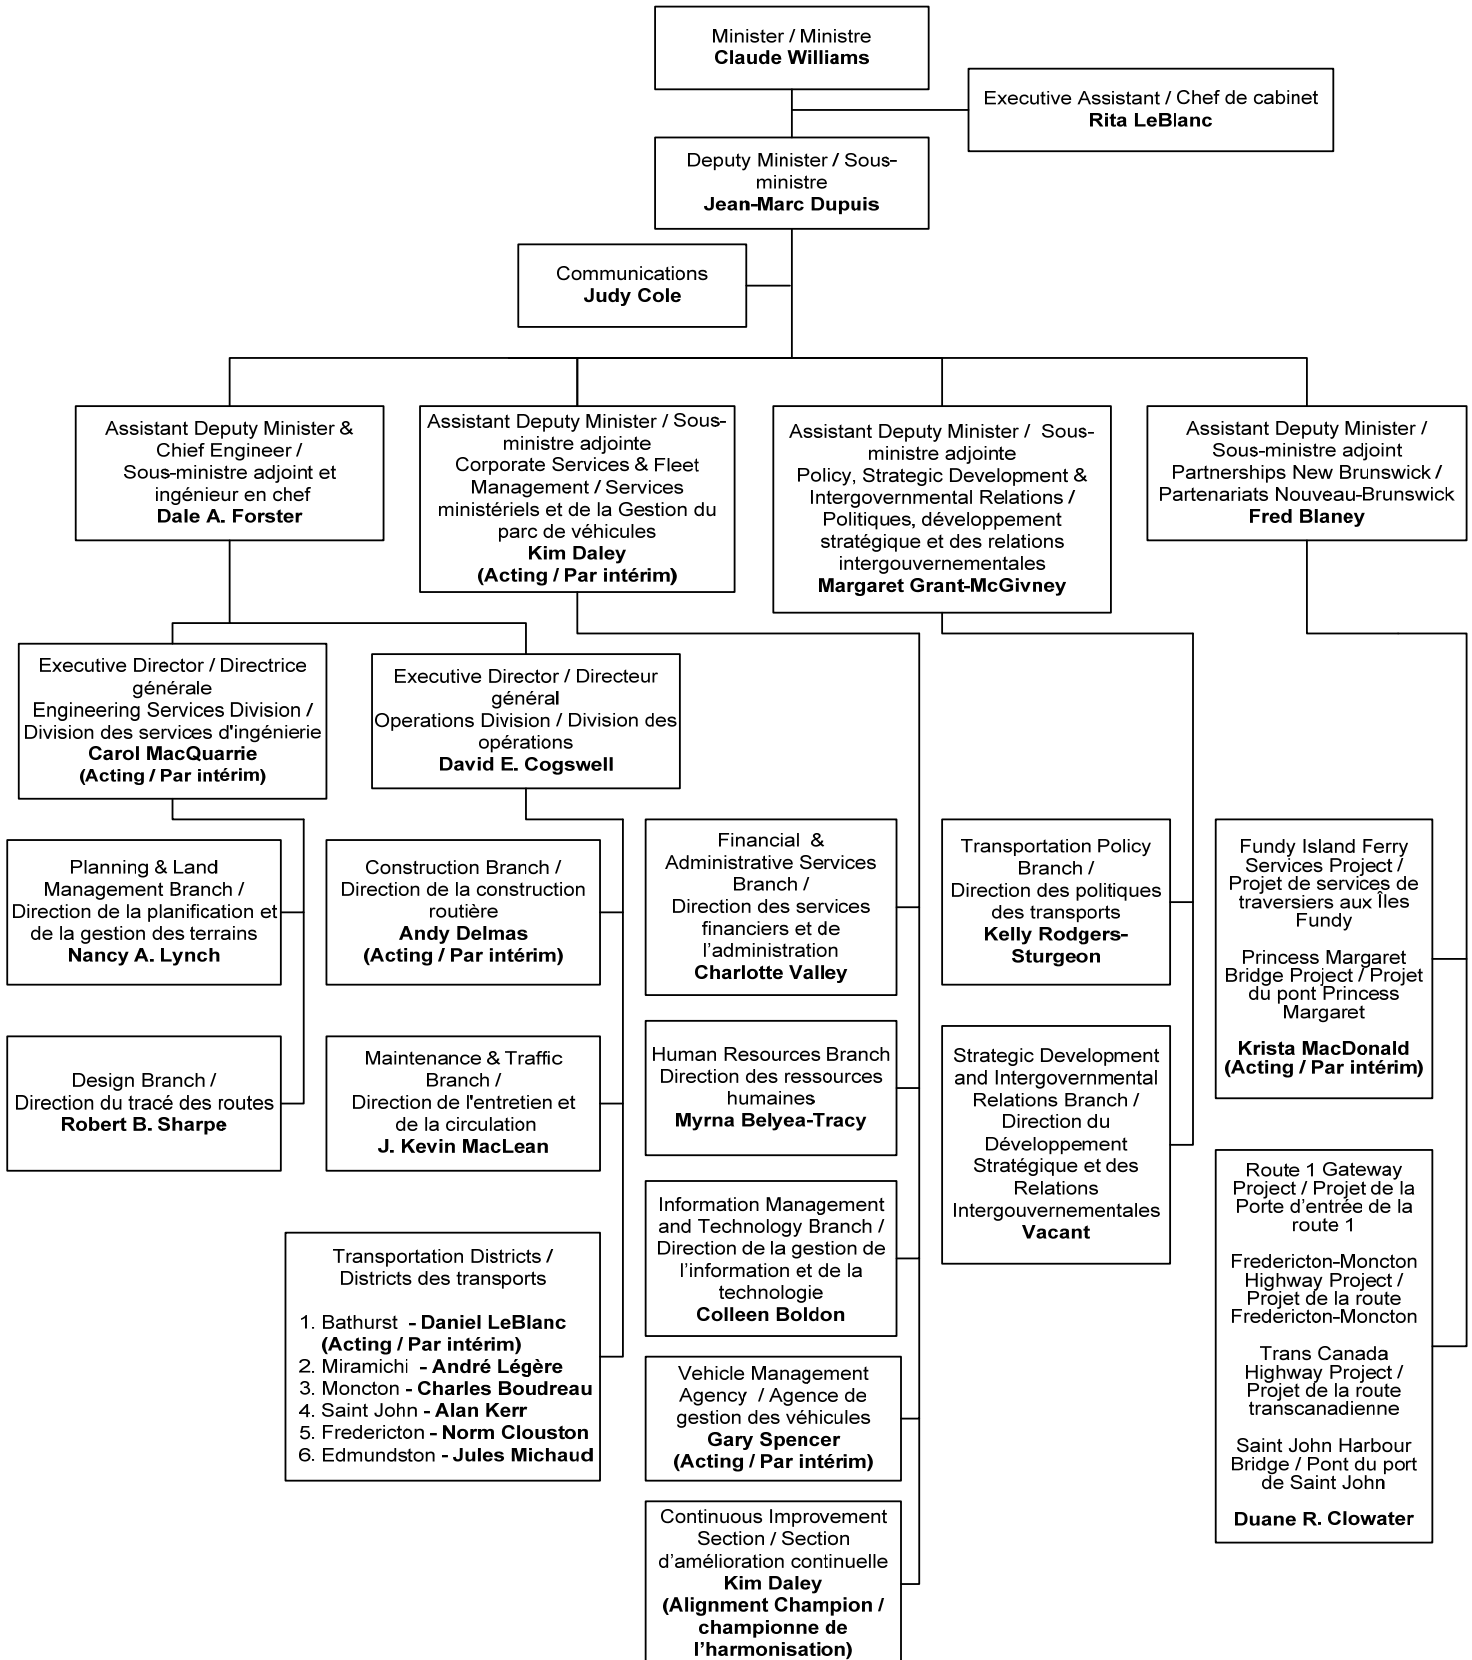 Minister / Ministre
Claude Williams
Executive Assistant / Chef de cabinet
Rita LeBlanc
Deputy Minister / Sous-
ministre
Jean-Marc Dupuis
Communications
Judy Cole
Assistant Deputy Minister &
Chief Engineer /
Sous-ministre adjoint et
ingénieur en chef
Dale A. Forster
Assistant Deputy Minister / Sous-
ministre adjointe
Corporate Services & Fleet
Management / Services
ministériels et de la Gestion du
parc de véhicules
Kim Daley
(Acting / Par intérim)
Assistant Deputy Minister / Sous-
ministre adjointe
Policy, Strategic Development &
Intergovernmental Relations /
Politiques, développement
stratégique et des relations
intergouvernementales
Margaret Grant-McGivney
Assistant Deputy Minister /
Sous-ministre adjoint
Partnerships New Brunswick /
Partenariats Nouveau-Brunswick
Fred Blaney
Executive Director / Directrice
générale
Engineering Services Division /
Division des services d'ingénierie
Carol MacQuarrie
(Acting / Par intérim)
Executive Director / Directeur
général
Operations Division / Division des
opérations
David E. Cogswell
Planning & Land
Management Branch /
Direction de la planification et
de la gestion des terrains
Nancy A. Lynch
Design Branch /
Direction du tracé des routes
Robert B. Sharpe
Construction Branch /
Direction de la construction
routière
Andy Delmas
(Acting / Par intérim)
Maintenance & Traffic
Branch /
Direction de l'entretien et
de la circulation
J. Kevin MacLean
Transportation Districts /
Districts des transports
1. Bathurst - Daniel LeBlanc
(Acting / Par intérim)
2. Miramichi - André Légère
3. Moncton - Charles Boudreau
4. Saint John - Alan Kerr
5. Fredericton - Norm Clouston
6. Edmundston - Jules Michaud
Financial &
Administrative Services
Branch /
Direction des services
financiers et de
l'administration
Charlotte Valley
Human Resources Branch
Direction des ressources
humaines
Myrna Belyea-Tracy
Information Management
and Technology Branch /
Direction de la gestion de
l'information et de la
technologie
Colleen Boldon
Vehicle Management
Agency / Agence de
gestion des véhicules
Gary Spencer
(Acting / Par intérim)
Continuous Improvement
Section / Section
d'amélioration continuelle
Kim Daley
(Alignment Champion /
championne de
l'harmonisation)
Transportation Policy
Branch /
Direction des politiques
des transports
Kelly Rodgers-
Sturgeon
Strategic Development
and Intergovernmental
Relations Branch /
Direction du
Développement
Stratégique et des
Relations
Intergouvernementales
Vacant
Fundy Island Ferry
Services Project /
Projet de services de
traversiers aux Îles
Fundy
Princess Margaret
Bridge Project / Projet
du pont Princess
Margaret
Krista MacDonald
(Acting / Par intérim)
Route 1 Gateway
Project / Projet de la
Porte d'entrée de la
route 1
Fredericton-Moncton
Highway Project /
Projet de la route
Fredericton-Moncton
Trans Canada
Highway Project /
Projet de la route
transcanadienne
Saint John Harbour
Bridge / Pont du port
de Saint John
Duane R. Clowater